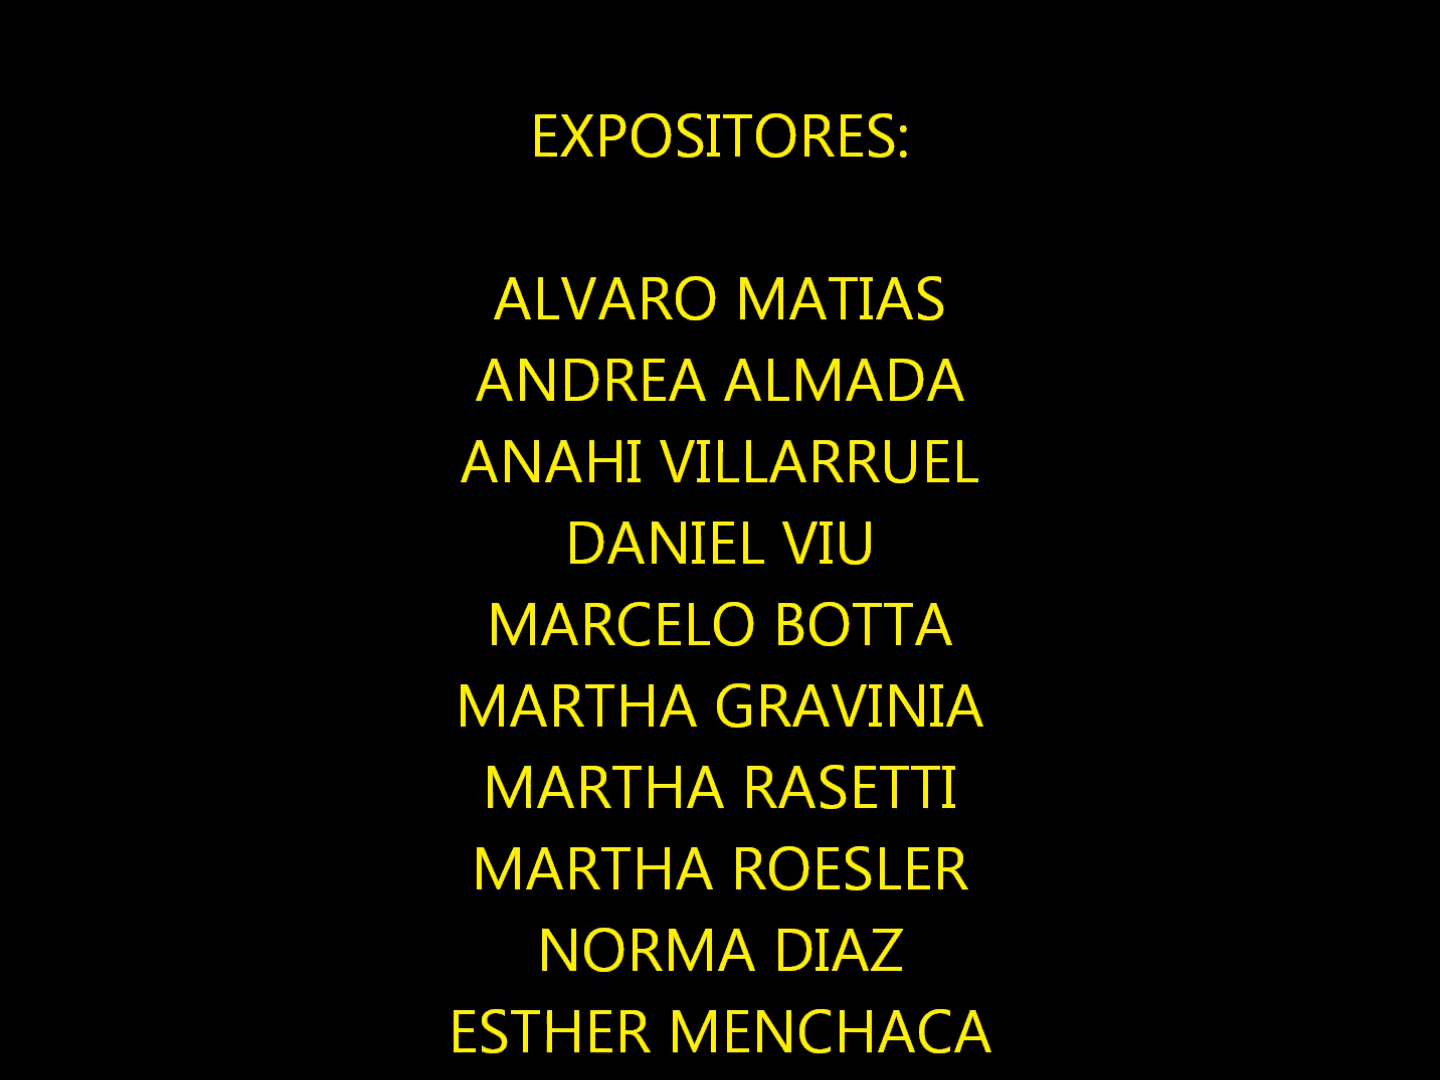 EXPOSITORES:
ALVARO MATIAS
ANDREA ALMADA
ANAHI VILLARRUEL
DANIEL VIU
MARCELO BOTTA
MARTHA GRAVINIA
MARTHA RASETTI
MARTHA ROESLER
NORMA DIAZ
ESTHER MENCHACA